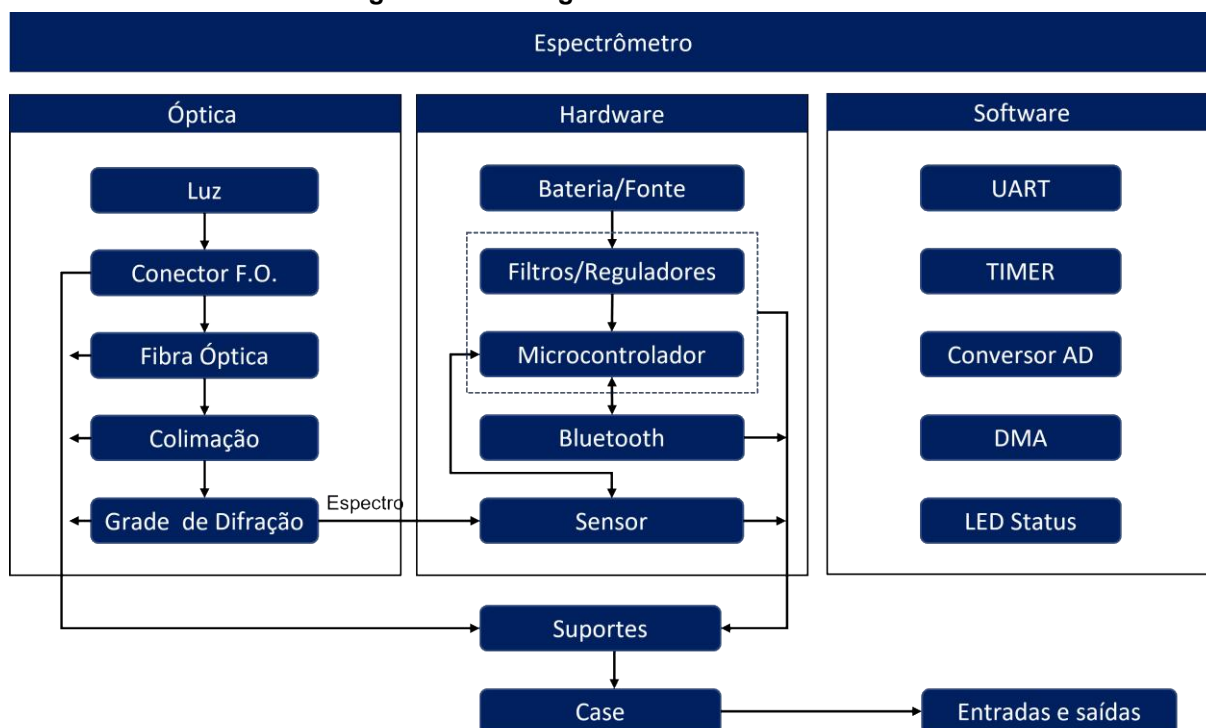 Espectrômetro
Óptica
Luz
Conector F.O.
Fibra Óptica
Colimação
Grade de Difração
Espectro
Hardware
Bateria/Fonte
Filtros/Reguladores
Microcontrolador
Bluetooth
Sensor
Software
UART
TIMER
Conversor AD
DMA
LED Status
Suportes
Case
Entradas e saídas